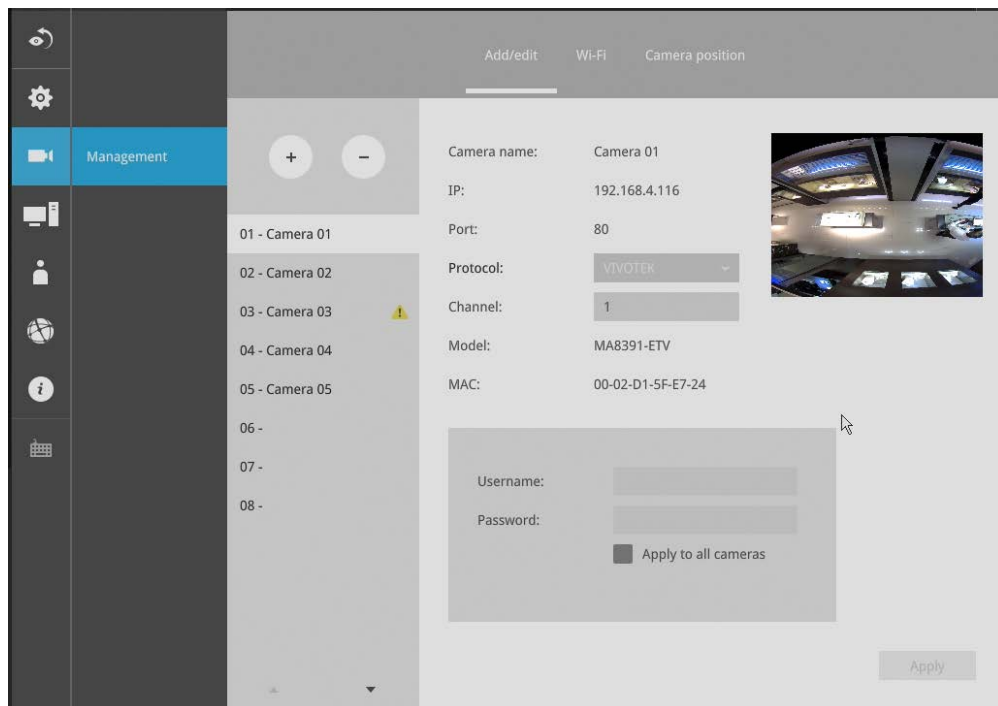 Add/edit Wi-Fi Camera position
Management
+ -
01 - Camera 01
02 - Camera 02
03 - Camera 03
04 - Camera 04
05 - Camera 05
06 -
07 -
08 -
Camera name: Camera 01
IP: 192.168.4.116
Port: 80
Protocol: VIVOTEK
Channel: 1
Model: MA8391-ETV
MAC: 00-02-D1-5F-E7-24
Username:
Password:
Apply to all cameras
Apply